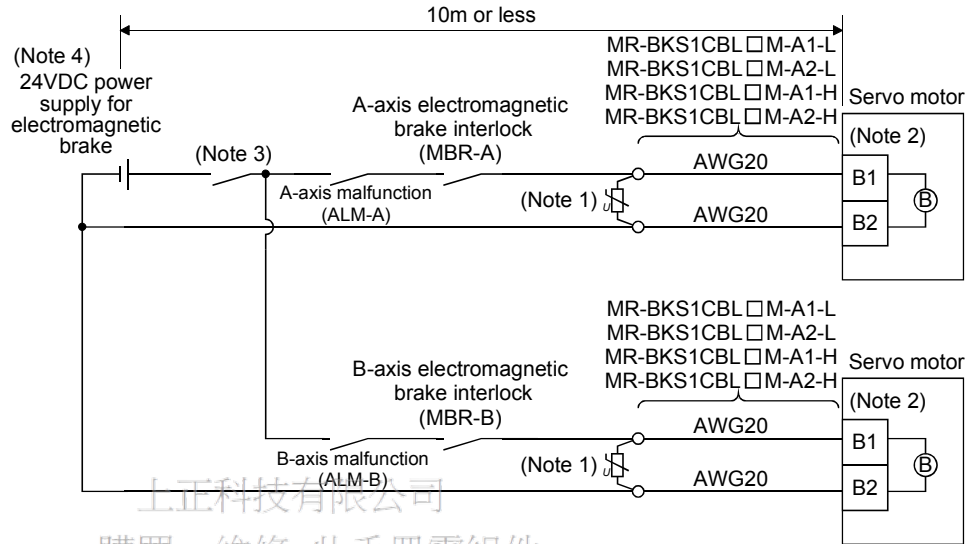 10m or less
(Note 4)
24VDC power
supply for
electromagnetic
brake
(Note 3)
A-axis malfunction
(ALM-A)
A-axis electromagnetic
brake interlock
(MBR-A)
(Note 1)
U
MR-BKS1CBL□M-A1-L
MR-BKS1CBL□M-A2-L
MR-BKS1CBL□M-A1-H
MR-BKS1CBL□M-A2-H
AWG20
AWG20
Servo motor
(Note 2)
B1
B2
B
B-axis malfunction
(ALM-B)
B-axis electromagnetic
brake interlock
(MBR-B)
(Note 1)
U
MR-BKS1CBL□M-A1-L
MR-BKS1CBL□M-A2-L
MR-BKS1CBL□M-A1-H
MR-BKS1CBL□M-A2-H
AWG20
AWG20
Servo motor
(Note 2)
B1
B2
B
上正科技有限公司